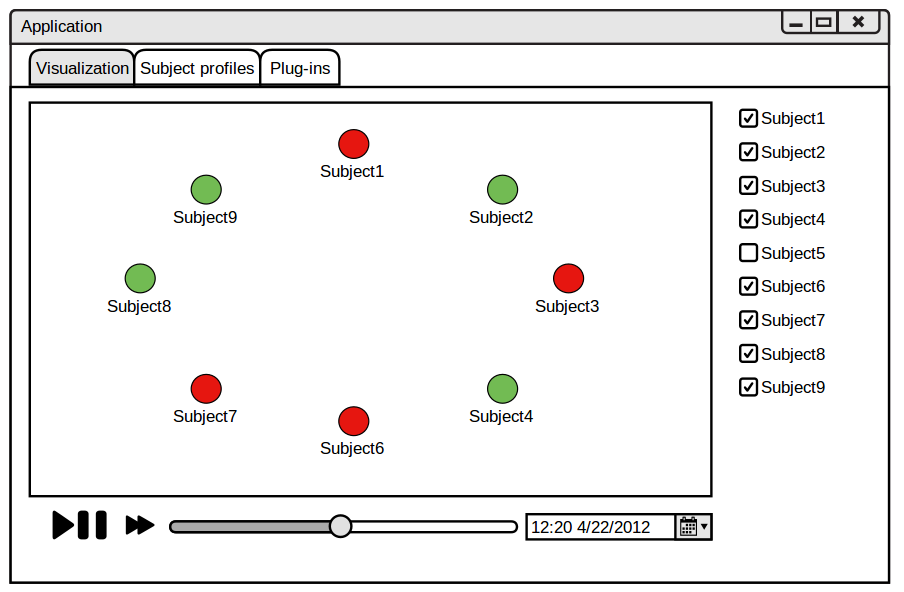 Application
Visualization
Subject profiles
Plug-ins
Subject1
Subject9
Subject2
Subject8
Subject3
Subject7
Subject4
Subject6
Subject1
Subject2
Subject3
Subject4
Subject5
Subject6
Subject7
Subject8
Subject9
12:20 4/22/2012